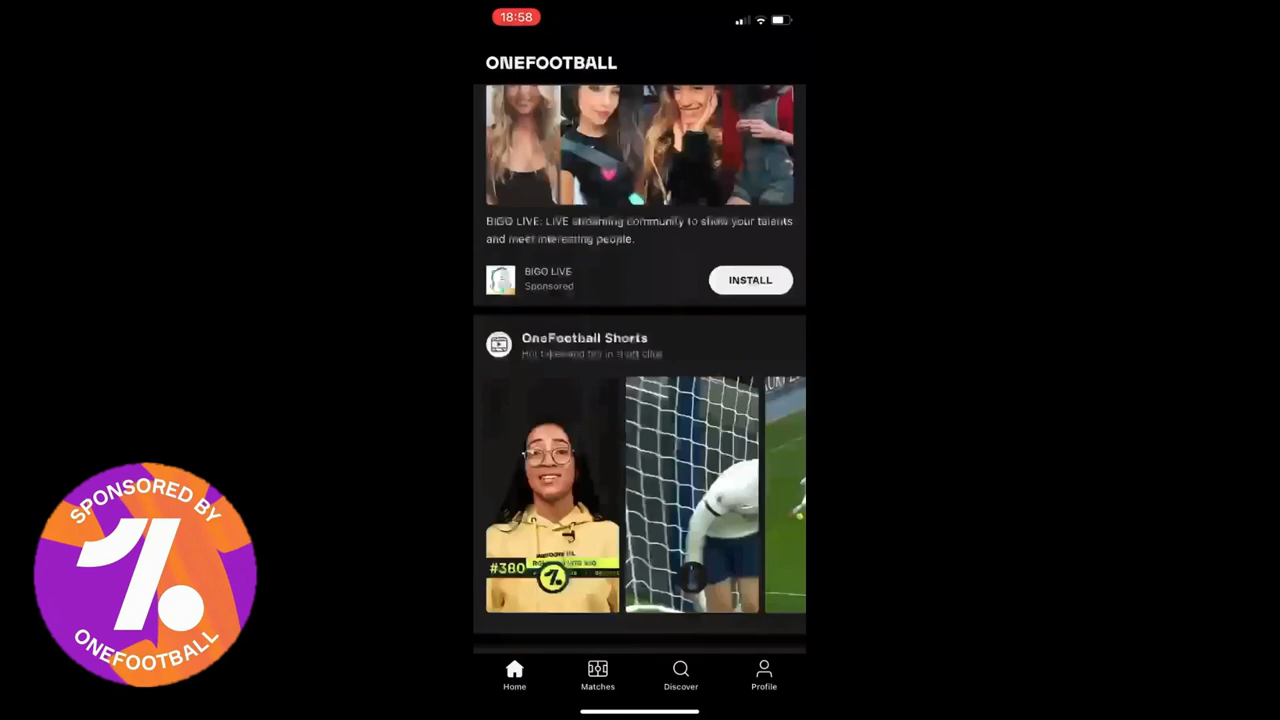 18:58
ONEFOOTBALL
BIGO LIVE: LIVE streaming community to show your talents
and meet interesting people.
BIGO LIVE
Sponsored
INSTALL
OneFootball Shorts
#380
Home
Matches
Discover
Profile
SPONSORED BY
ONEFOOTBALL